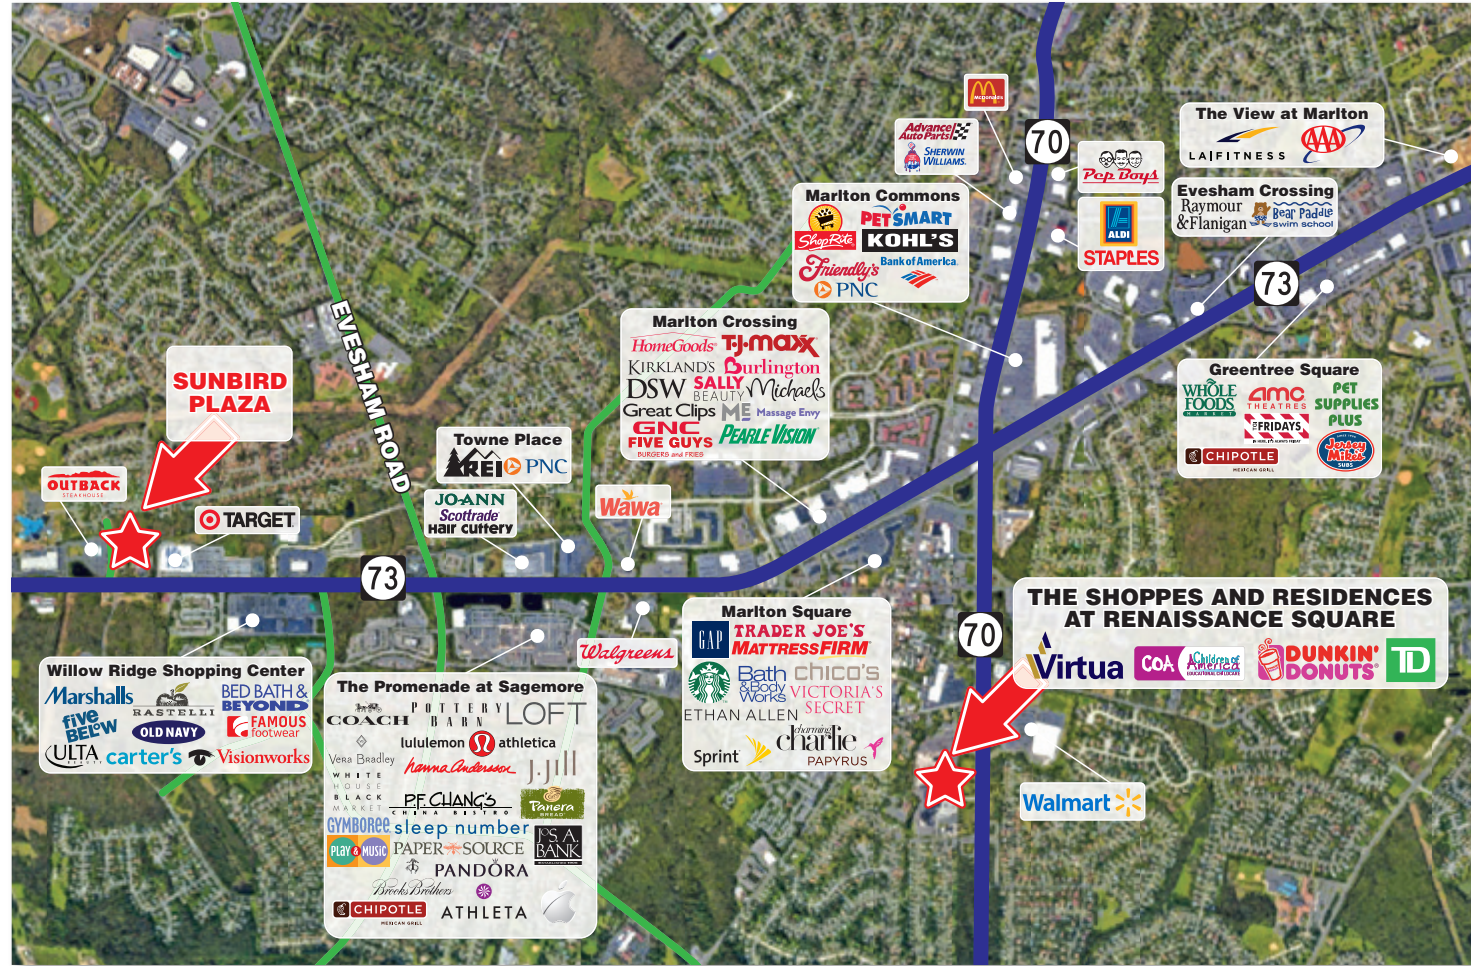 McDonald's
70
Advance
Auto Parts
SHERWIN
WILLIAMS.
Pep Boys
The View at Marlton
LA|FITNESS
AAA
Marlton Commons
ShopRite
PETSMART
KOHL'S
Friendly's
Bank of America.
PNC
ALDI
STAPLES
Evesham Crossing
Raymour
&Flanigan
Bear Paddle
swim school
73
EVESHAM ROAD
Marlton Crossing
HomeGoods
T·J·maxx
KIRKLAND'S
Burlington
DSW
SALLY
BEAUTY
Michaels
Great Clips
ME
Massage Envy
GNC
FIVE GUYS
BURGERS and FRIES
PEARLE VISION
SUNBIRD
PLAZA
Greentree Square
WHOLE
FOODS
MARKET
amc
THEATRES
PET
SUPPLIES
PLUS
FRIDAYS
CHIPOTLE
MEXICAN GRILL
Jersey
Mike's
SUBS
OUTBACK
STEAKHOUSE
TARGET
Towne Place
REI
PNC
JO-ANN
Scottrade
Hair Cuttery
Wawa
73
Walgreens
Marlton Square
GAP
TRADER JOE'S
MATTRESSFIRM
Bath
&Body
Works
chico's
VICTORIA'S
SECRET
ETHAN ALLEN
Sprint
charming
charlie
PAPYRUS
70
THE SHOPPES AND RESIDENCES
AT RENAISSANCE SQUARE
Virtua
COA
Children of
America
EDUCATIONAL CHILDCARE
DUNKIN'
DONUTS
TD
Willow Ridge Shopping Center
Marshalls
RASTELLI
BED BATH &
BEYOND
five
BELOW
OLD NAVY
FAMOUS
footwear
ULTA
BEAUTY
carter's
Visionworks
The Promenade at Sagemore
COACH
POTTERY
BARN
LOFT
Vera Bradley
lululemon
athletica
hanna andersson
J.Jill
WHITE
HOUSE
BLACK
MARKET
P.F. CHANG'S
CHINA BISTRO
Panera
BREAD
GYMBOREE
PLAY & MUSIC
sleep number
PAPER SOURCE
JoS. A.
BANK
PANDÓRA
Brooks Brothers
CHIPOTLE
MEXICAN GRILL
ATHLETA
Walmart